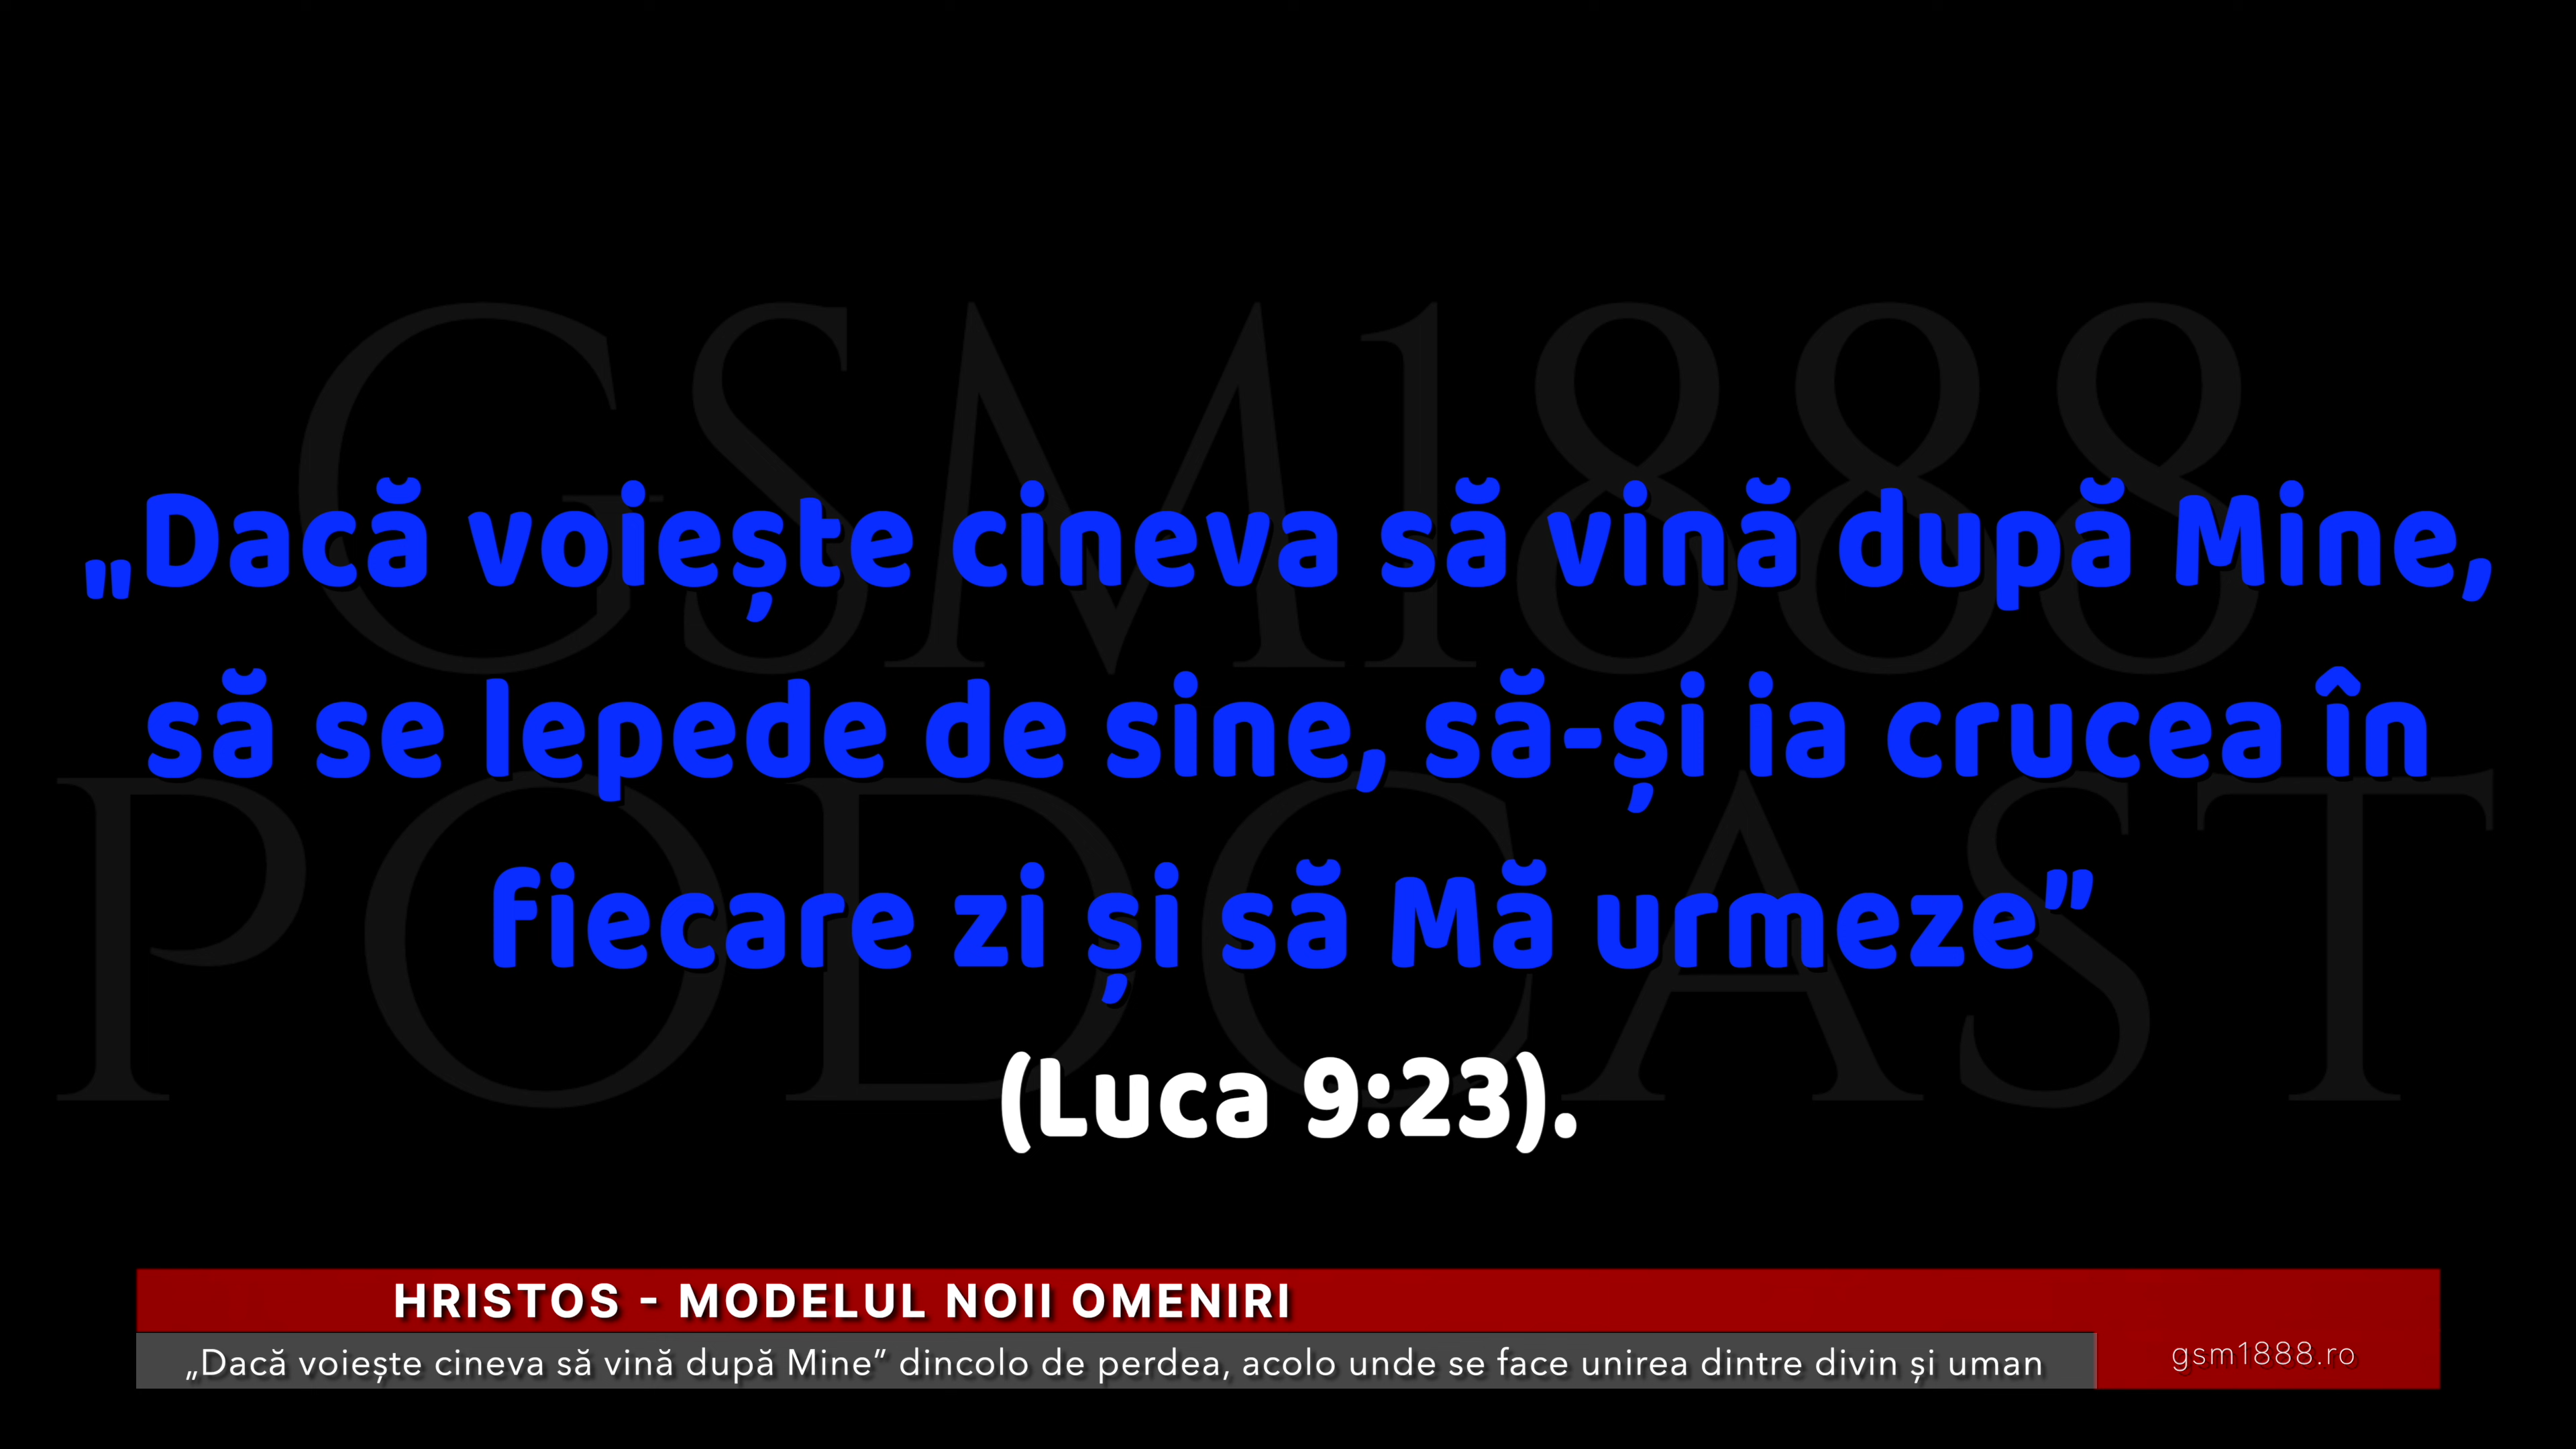 GSM1888
PODCAST
„Dacă voiește cineva să vină după Mine,
să se lepede de sine, să-și ia crucea în
fiecare zi și să Mă urmeze”
(Luca 9:23).
HRISTOS - MODELUL NOII OMENIRI
„Dacă voiește cineva să vină după Mine” dincolo de perdea, acolo unde se face unirea dintre divin și uman
gsm1888.ro